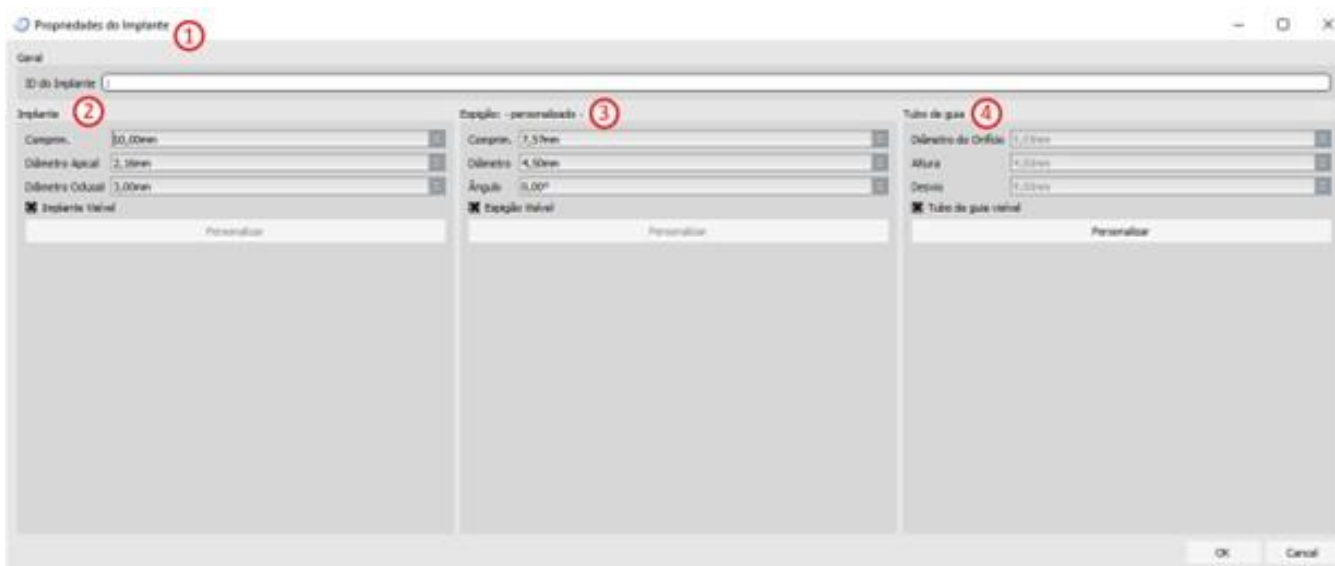 Propriedades do Implante 1
Geral
ID do Implante
Implante 2
Comprim. 10,00mm
Diâmetro Apical 2,16mm
Diâmetro Oclusal 3,00mm
Implante Visível
Personalizar
Espigão: - personalizado - 3
Comprim. 7,57mm
Diâmetro 4,50mm
Ângulo 0,00°
Espigão Visível
Personalizar
Tubo de guia 4
Diâmetro do Orifício
Altura
Desvio
Tubo de guia visível
Personalizar
OK Cancel